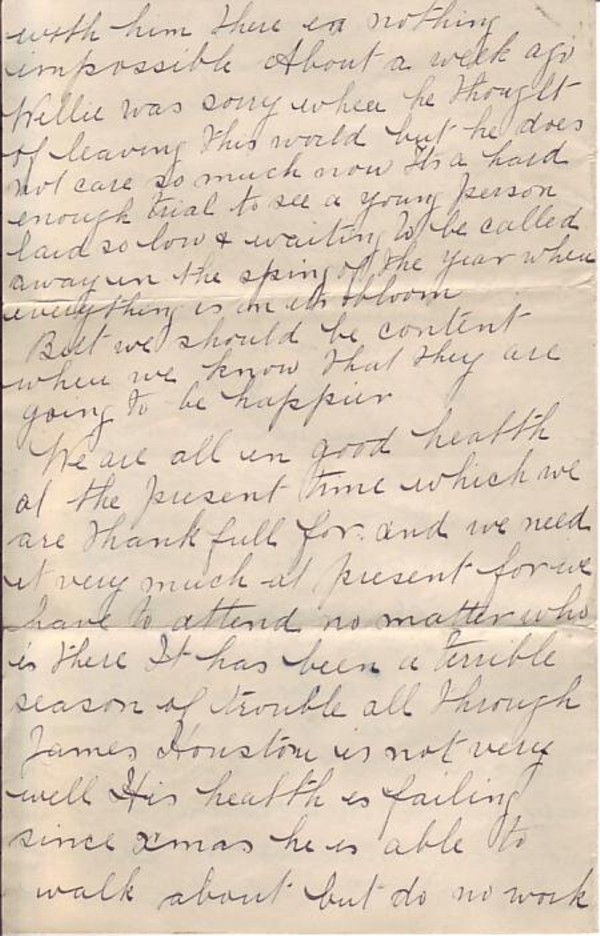 with him there is nothing
impossible About a week ago
Willie was sorry when he thought
of leaving this world but he does
not care so much now Its a hard
enough trial to see a young person
laid so low & waiting to be called
away in the spring of the year when
everything is in bloom
But we should be content
when we know that they are
going to be happier
We are all in good health
at the present time which we
are thankfull for. and we need
it very much at present for we
have to attend no matter who
is there It has been a terrible
season of trouble all through
James Houston is not very
well His health is failing
since xmas he is able to
walk about but do no work